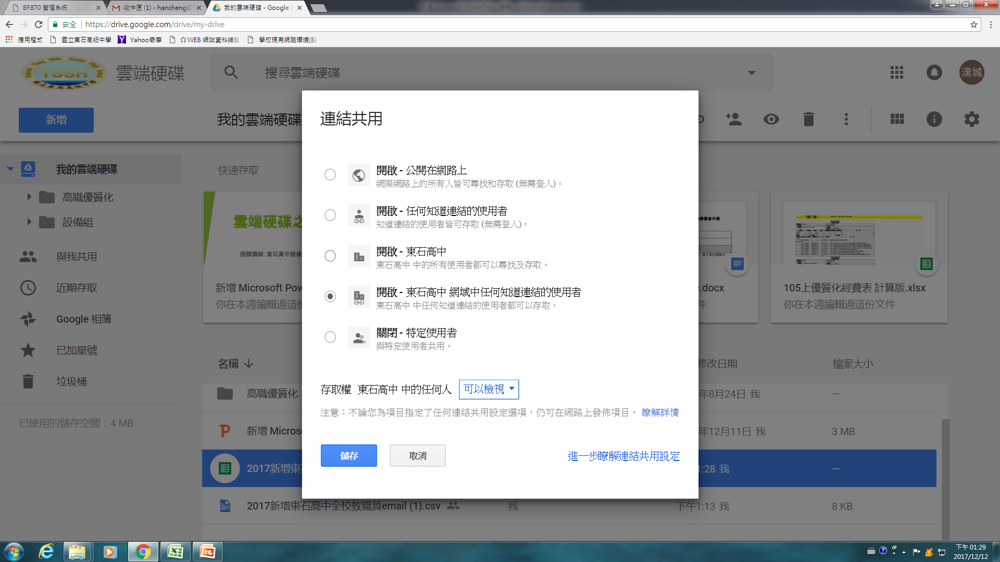 BF870 管理系統
收件匣 (1) - hancheng@
我的雲端硬碟 - Google
安全
https://drive.google.com/drive/my-drive
應用程式
國立東石高級中學
Yahoo奇摩
Ω WEB 網站資料維護
學校現有網路環境(設
TSSH
雲端硬碟
搜尋雲端硬碟
漢城
新增
我的雲端硬碟
連結共用
我的雲端硬碟
高職優質化
設備組
與我共用
近期存取
Google 相簿
已加星號
垃圾桶
已使用的儲存空間：4 MB
快速存取
雲端硬碟之
授課講師：東石高中設備
新增 Microsoft Pow
你在本週編輯過這份
書審查作業
.docx
件
105上優質化經費表 計算版.xlsx
你在本週編輯過這份文件
開啟 - 公開在網路上
網際網路上的所有人皆可尋找和存取 (無需登入)。
開啟 - 任何知道連結的使用者
知道連結的使用者皆可存取 (無需登入)。
開啟 - 東石高中
東石高中 中的所有使用者都可以尋找及存取。
開啟 - 東石高中 網域中任何知道連結的使用者
東石高中 中任何知道連結的使用者都可以存取。
關閉 - 特定使用者
與特定使用者共用。
存取權 東石高中 中的任何人 可以檢視
注意：不論您為項目指定了任何連結共用設定選項，仍可在網路上發佈項目。 瞭解詳情
儲存
取消
進一步瞭解連結共用設定
名稱
修改日期
檔案大小
高職優質化
年8月24日 我
—
新增 Micros
年12月11日 我
3 MB
2017新增東
1:28 我
—
2017新增東石高中全校教職員email (1).csv
我
下午1:13 我
8 KB
下午 01:29
2017/12/12